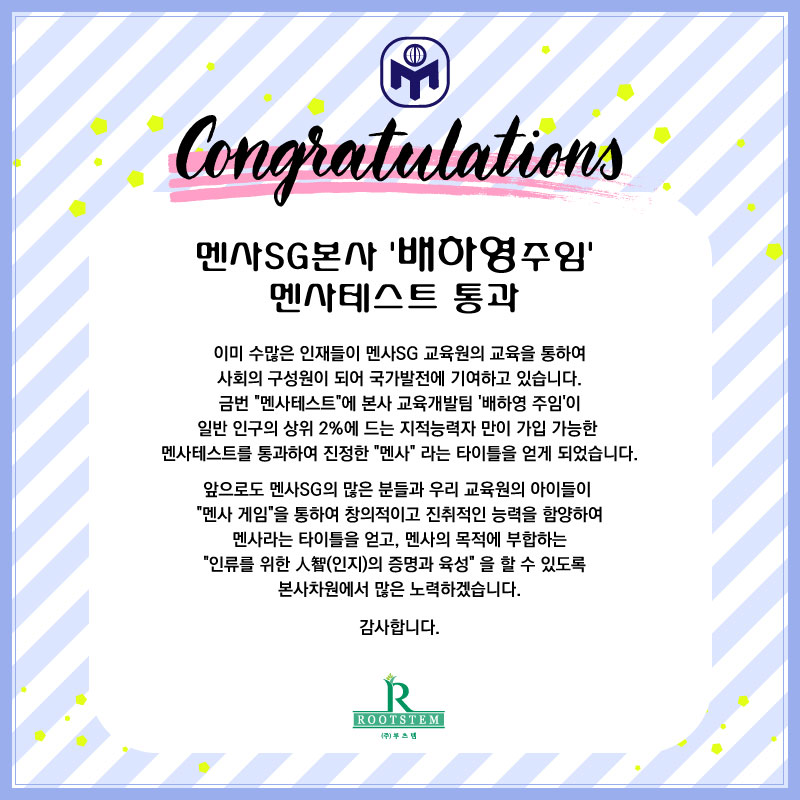 Congratulations
멘사SG본사 '배하영주임'
멘사테스트 통과
이미 수많은 인재들이 멘사SG 교육원의 교육을 통하여
사회의 구성원이 되어 국가발전에 기여하고 있습니다.
금번 "멘사테스트"에 본사 교육개발팀 '배하영 주임'이
일반 인구의 상위 2%에 드는 지적능력자 만이 가입 가능한
멘사테스트를 통과하여 진정한 "멘사" 라는 타이틀을 얻게 되었습니다.
앞으로도 멘사SG의 많은 분들과 우리 교육원의 아이들이
"멘사 게임"을 통하여 창의적이고 진취적인 능력을 함양하여
멘사라는 타이틀을 얻고, 멘사의 목적에 부합하는
"인류를 위한 人智(인지)의 증명과 육성" 을 할 수 있도록
본사차원에서 많은 노력하겠습니다.
감사합니다.
R
ROOTSTEM
(주)루츠템